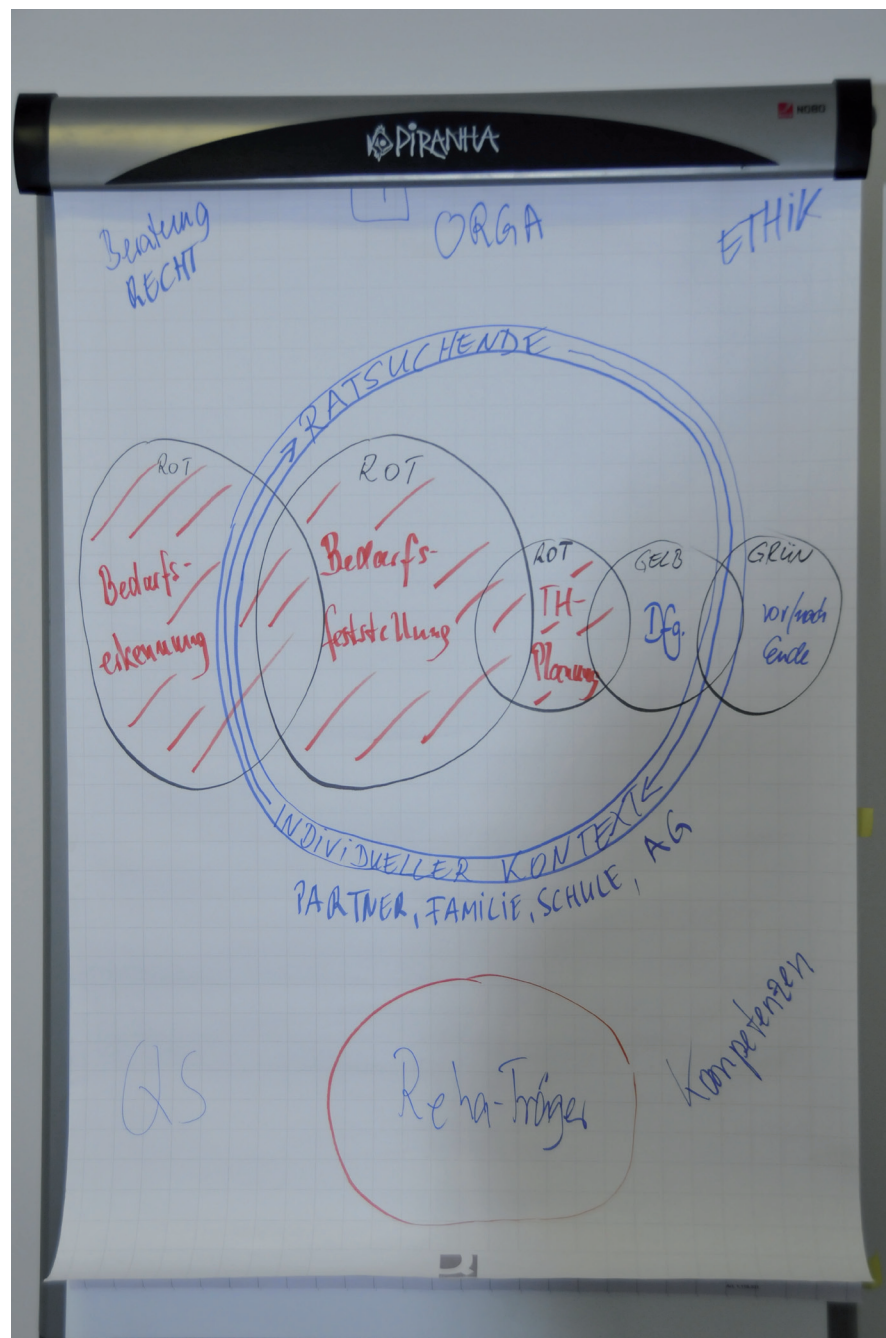 NOBO
PiRANHA
Beratung
RECHT
1
ORGA
ETHiK
RATSUCHENDE
ROT
Bedarfs-
erkennung
ROT
Bedarfs-
feststellung
ROT
TH-
Planung
GELB
Dfg.
GRÜN
vor/nach
Ende
INDIViDUELLER KONTEXT
PARTNER, FAMILIE, SCHULE, AG
QS
Reha-Träger
Kompetenzen